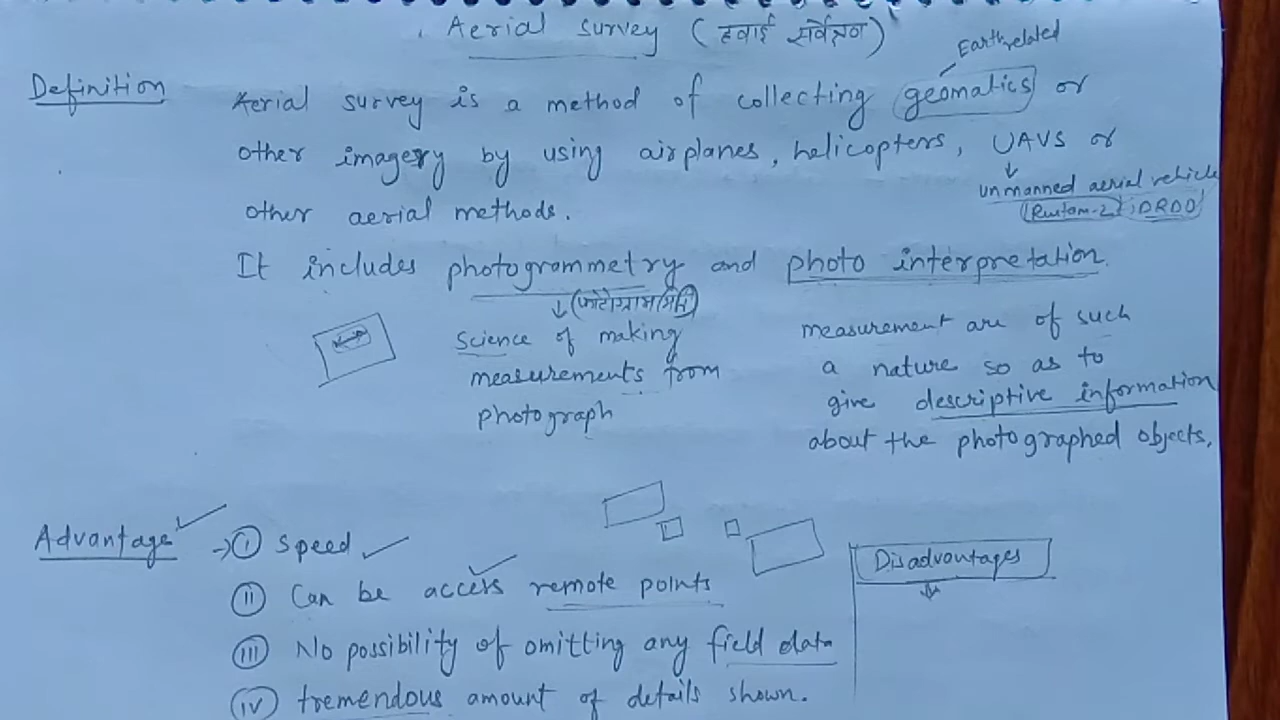 Aerial survey (हवाई सर्वेक्षण)
Earth related
Definition
Aerial survey is a method of collecting geomatics or
other imagery by using airplanes, helicopters, UAVS or
unmanned aerial vehicle
other aerial methods.
(Rustom-2) : DRDO
It includes photogrammetry and photo interpretation.
(फोटोग्रामगिति)
Science of making
measurements from
photograph
measurement are of such
a nature so as to
give descriptive information
about the photographed objects.
Advantage
→ (i) Speed
(ii) Can be access remote points
(iii) No possibility of omitting any field data
(iv) tremendous amount of details shown.
Disadvantages